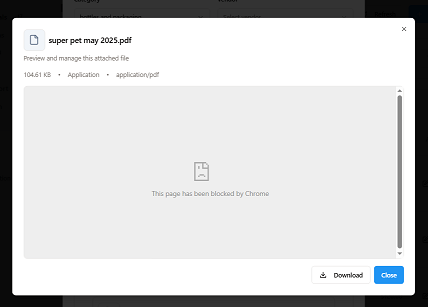 super pet may 2025.pdf
Preview and manage this attached file
104.61 KB • Application • application/pdf
This page has been blocked by Chrome
Download
Close